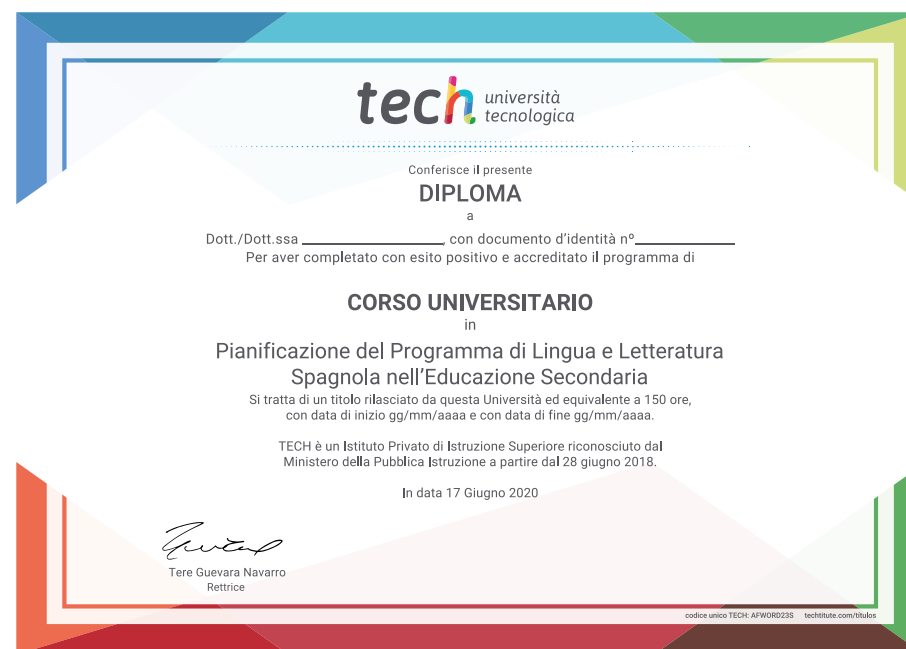 tech università
tecnologica
Conferisce il presente
DIPLOMA
a
Dott./Dott.ssa ________________, con documento d'identità nº____________
Per aver completato con esito positivo e accreditato il programma di
CORSO UNIVERSITARIO
in
Pianificazione del Programma di Lingua e Letteratura
Spagnola nell'Educazione Secondaria
Si tratta di un titolo rilasciato da questa Università ed equivalente a 150 ore,
con data di inizio gg/mm/aaaa e con data di fine gg/mm/aaaa.
TECH è un Istituto Privato di Istruzione Superiore riconosciuto dal
Ministero della Pubblica Istruzione a partire dal 28 giugno 2018.
In data 17 Giugno 2020
Tere Guevara Navarro
Rettrice
codice unico TECH: AFWORD23S techtitute.com/titulos